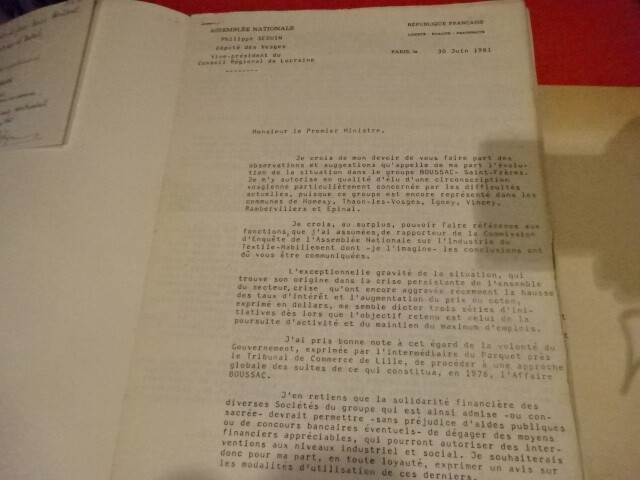 ASSEMBLÉE NATIONALE
RÉPUBLIQUE FRANÇAISE
LIBERTÉ - ÉGALITÉ - FRATERNITÉ
Philippe SEGUIN
Député des Vosges
Vice-président du
Conseil Régional de Lorraine
--------
PARIS le 30 Juin 1981
Monsieur le Premier Ministre,
Je crois de mon devoir de vous faire part des
observations et suggestions qu'appelle de ma part l'évolu-
tion de la situation dans le groupe BOUSSAC- Saint-Frères.
Je m'y autorise en qualité d'élu d'une circonscription
vosgienne particulièrement concernée par les difficultés
actuelles, puisque ce groupe est encore représenté dans les
communes de Nomexy, Thaon-les-Vosges, Igney, Vincey,
Rambervillers et Epinal.
Je crois, au surplus, pouvoir faire référence aux
fonctions,que j'ai assumées,de rapporteur de la Commission
d'Enquête de l'Assemblée Nationale sur l'industrie du
Textile-Habillement dont -je l'imagine- les conclusions ont
dû vous être communiquées.
L'exceptionnelle gravité de la situation, qui
trouve son origine dans la crise persistante de l'ensemble
du secteur,crise qu'ont encore aggravée récemment la hausse
des taux d'intérêt et l'augmentation du prix du coton,
exprimé en dollars, me semble dicter trois séries d'ini-
tiatives dès lors que l'objectif retenu est celui de la
poursuite d'activité et du maintien du maximum d'emplois.
J'ai pris bonne note à cet égard de la volonté du
Gouvernement, exprimée par l'intermédiaire du Parquet près
le Tribunal de Commerce de Lille, de procéder à une approche
globale des suites de ce qui constitua, en 1978, l'Affaire
BOUSSAC.
J'en retiens que la solidarité financière des
diverses Sociétés du groupe qui est ainsi admise -ou con-
sacrée- devrait permettre -sans préjudice d'aides publiques
ou de concours bancaires éventuels- de dégager des moyens
financiers appréciables, qui pourront autoriser des inter-
ventions aux niveaux industriel et social. Je souhaiterais
donc pour ma part, en toute loyauté, exprimer un avis sur
les modalités d'utilisation de ces derniers.